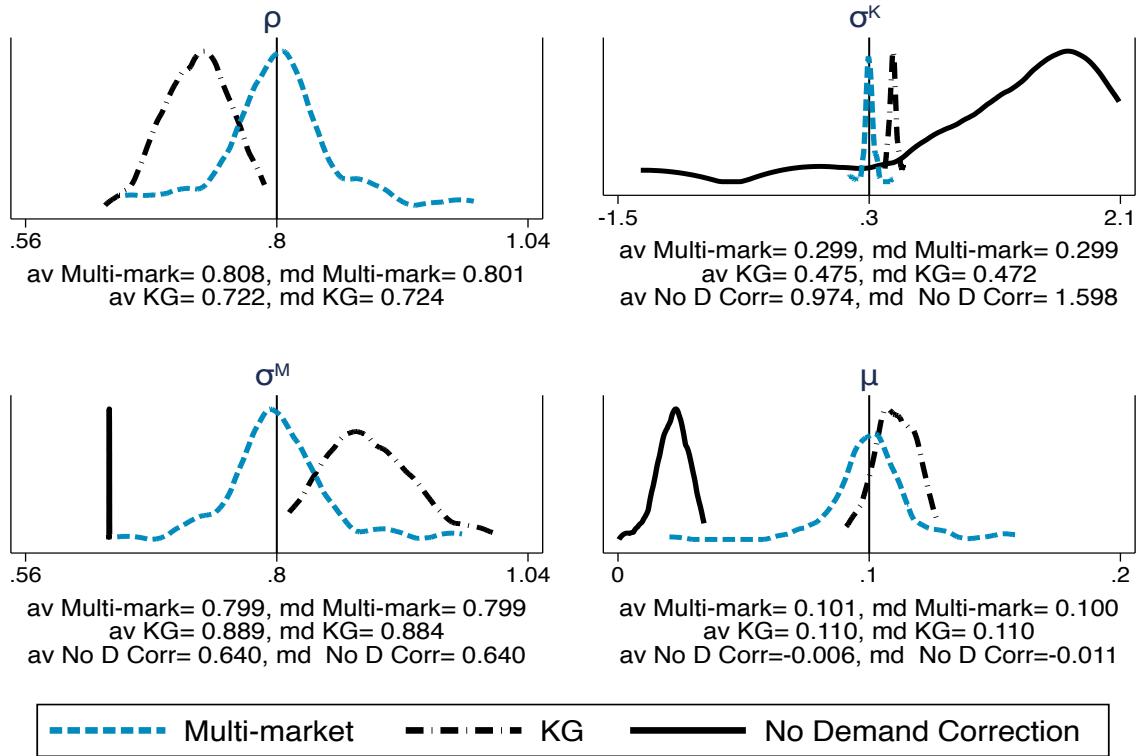 ρ
.56 .8 1.04
av Multi-mark= 0.808, md Multi-mark= 0.801
av KG= 0.722, md KG= 0.724
σᴷ
-1.5 .3 2.1
av Multi-mark= 0.299, md Multi-mark= 0.299
av KG= 0.475, md KG= 0.472
av No D Corr= 0.974, md  No D Corr= 1.598
σᴹ
.56 .8 1.04
av Multi-mark= 0.799, md Multi-mark= 0.799
av KG= 0.889, md KG= 0.884
av No D Corr= 0.640, md  No D Corr= 0.640
μ
0 .1 .2
av Multi-mark= 0.101, md Multi-mark= 0.100
av KG= 0.110, md KG= 0.110
av No D Corr=-0.006, md  No D Corr=-0.011
Multi-market KG No Demand Correction